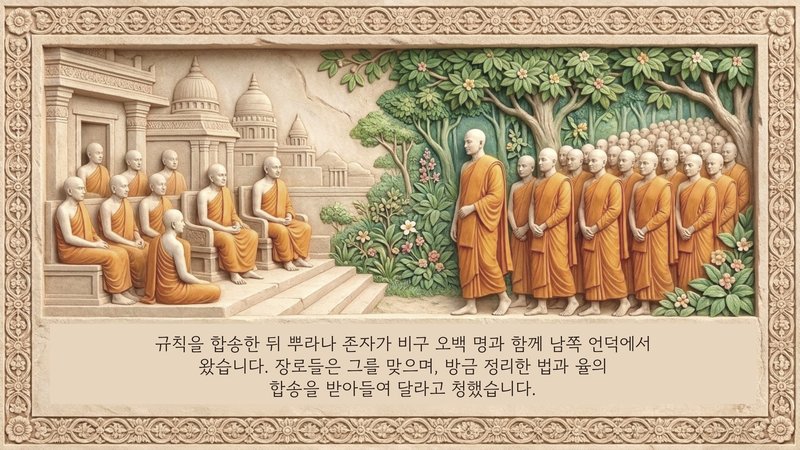 규칙을 합송한 뒤 뿌라나 존자가 비구 오백 명과 함께 남쪽 언덕에서
왔습니다. 장로들은 그를 맞으며, 방금 정리한 법과 율의
합송을 받아들여 달라고 청했습니다.